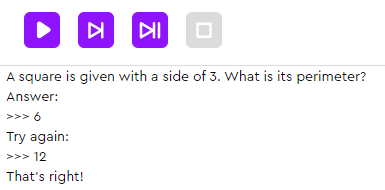 A square is given with a side of 3. What is its perimeter?
Answer:
>>> 6
Try again:
>>> 12
That's right!